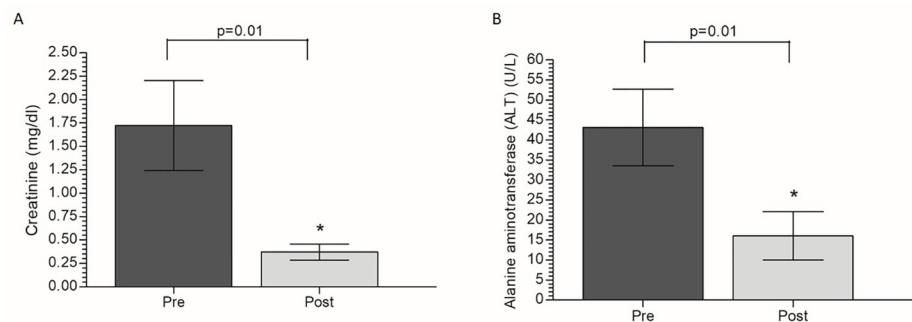 A
p=0.01
Creatinine (mg/dl)
2.50
2.25
2.00
1.75
1.50
1.25
1.00
0.75
0.50
0.25
0.00
*
Pre
Post
B
p=0.01
Alanine aminotransferase (ALT) (U/L)
60
55
50
45
40
35
30
25
20
15
10
5
0
*
Pre
Post